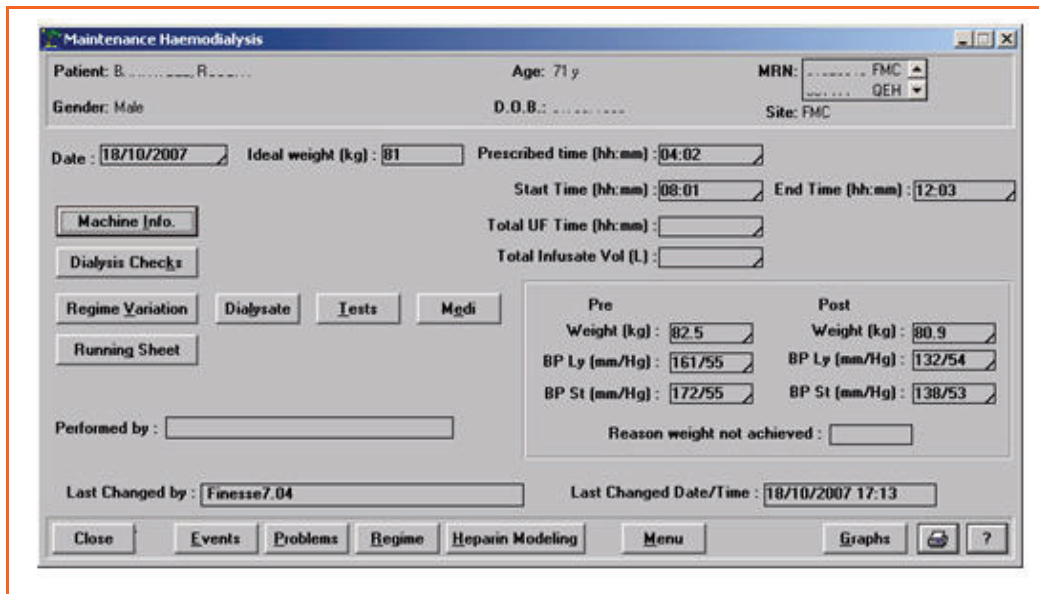 Maintenance Haemodialysis
Patient: Age: 71 y MRN: FMC
QEH
Gender: Male D.O.B.: Site: FMC
Date : 18/10/2007 Ideal weight (kg) : 81 Prescribed time (hh:mm) : 04:02
Start Time (hh:mm) : 08:01 End Time (hh:mm) : 12:03
Machine Info. Total UF Time (hh:mm) :
Dialysis Checks Total Infusate Vol (L) :
Regime Variation Dialysate Tests Medi Pre Post
Weight (kg) : 82.5 Weight (kg) : 80.9
Running Sheet BP Ly (mm/Hg) : 161/55 BP Ly (mm/Hg) : 132/54
BP St (mm/Hg) : 172/55 BP St (mm/Hg) : 138/53
Performed by : Reason weight not achieved :
Last Changed by : Finesse7.04 Last Changed Date/Time : 18/10/2007 17:13
Close Events Problems Regime Heparin Modeling Menu Graphs ?